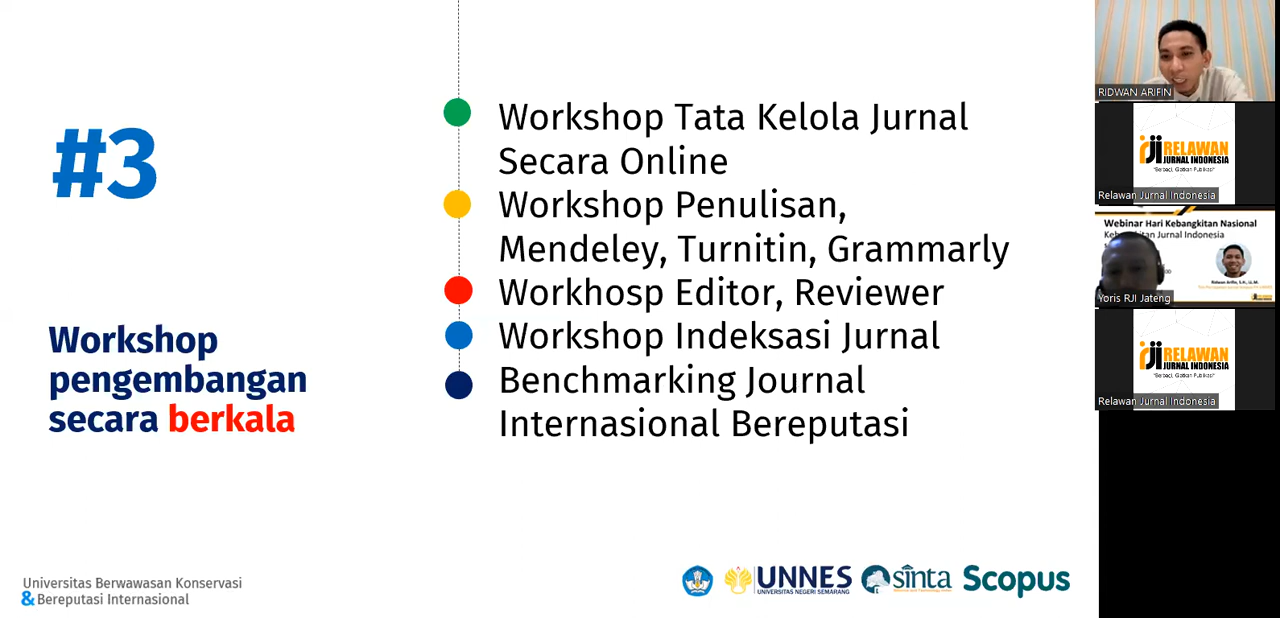 #3
Workshop
pengembangan
secara berkala
Workshop Tata Kelola Jurnal
Secara Online
Workshop Penulisan,
Mendeley, Turnitin, Grammarly
Workhosp Editor, Reviewer
Workshop Indeksasi Jurnal
Benchmarking Journal
Internasional Bereputasi
Universitas Berwawasan Konservasi
& Bereputasi Internasional
UNNES
UNIVERSITAS NEGERI SEMARANG
sinta
Scopus
RIDWAN ARIFIN
RELAWAN
JURNAL INDONESIA
Relawan Jurnal Indonesia
Webinar Hari Kebangkitan Nasional
Kebangkitan Jurnal Indonesia
Yoris RJI Jateng
RELAWAN
JURNAL INDONESIA
Relawan Jurnal Indonesia